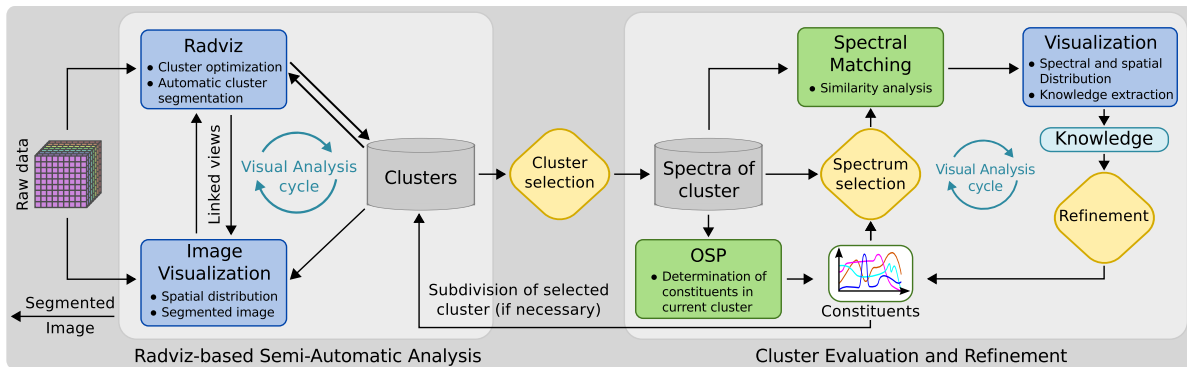 Raw data
Radviz
● Cluster optimization
● Automatic cluster
segmentation
Linked views
Visual Analysis
cycle
Clusters
Image
Visualization
● Spatial distribution
● Segmented image
Segmented
Image
Radviz-based Semi-Automatic Analysis
Cluster
selection
Subdivision of selected
cluster (if necessary)
Spectra of
cluster
OSP
● Determination of
constituents in
current cluster
Spectral
Matching
● Similarity analysis
Spectrum
selection
Constituents
Visual Analysis
cycle
Visualization
● Spectral and spatial
Distribution
● Knowledge extraction
Knowledge
Refinement
Cluster Evaluation and Refinement